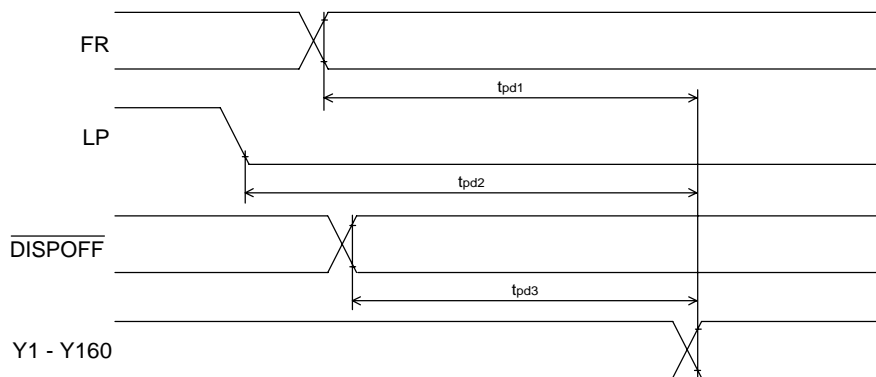 FR
tpd1
LP
tpd2
DISPOFF
tpd3
Y1 - Y160